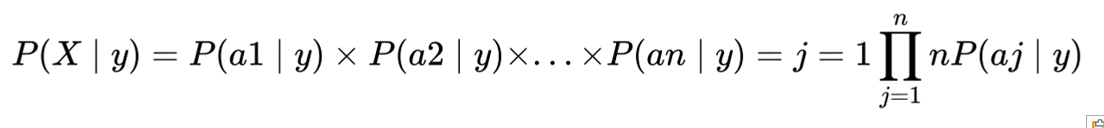 P(X | y) = P(a1 | y) × P(a2 | y)×... ×P(an | y) = j = 1∏_{j=1}^{n} nP(aj | y)